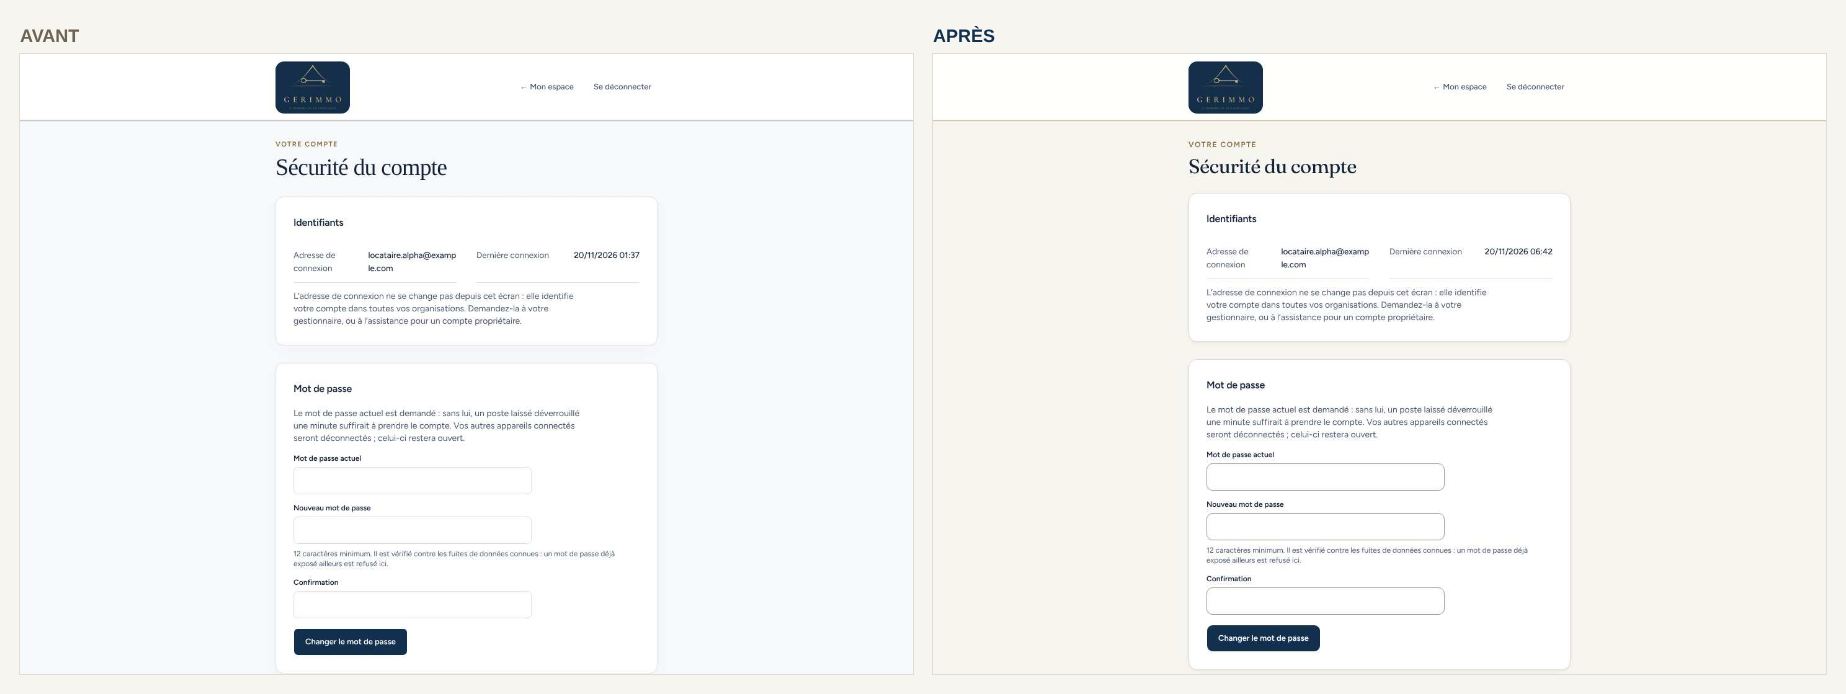 AVANT
GERIMMO
← Mon espace
Se déconnecter
VOTRE COMPTE
Sécurité du compte
Identifiants
Adresse de
connexion
locataire.alpha@examp
le.com
Dernière connexion
20/11/2026 01:37
L'adresse de connexion ne se change pas depuis cet écran : elle identifie
votre compte dans toutes vos organisations. Demandez-la à votre
gestionnaire, ou à l'assistance pour un compte propriétaire.
Mot de passe
Le mot de passe actuel est demandé : sans lui, un poste laissé déverrouillé
une minute suffirait à prendre le compte. Vos autres appareils connectés
seront déconnectés ; celui-ci restera ouvert.
Mot de passe actuel
Nouveau mot de passe
12 caractères minimum. Il est vérifié contre les fuites de données connues : un mot de passe déjà
exposé ailleurs est refusé ici.
Confirmation
Changer le mot de passe
APRÈS
GERIMMO
← Mon espace
Se déconnecter
VOTRE COMPTE
Sécurité du compte
Identifiants
Adresse de
connexion
locataire.alpha@examp
le.com
Dernière connexion
20/11/2026 06:42
L'adresse de connexion ne se change pas depuis cet écran : elle identifie
votre compte dans toutes vos organisations. Demandez-la à votre
gestionnaire, ou à l'assistance pour un compte propriétaire.
Mot de passe
Le mot de passe actuel est demandé : sans lui, un poste laissé déverrouillé
une minute suffirait à prendre le compte. Vos autres appareils connectés
seront déconnectés ; celui-ci restera ouvert.
Mot de passe actuel
Nouveau mot de passe
12 caractères minimum. Il est vérifié contre les fuites de données connues : un mot de passe déjà
exposé ailleurs est refusé ici.
Confirmation
Changer le mot de passe